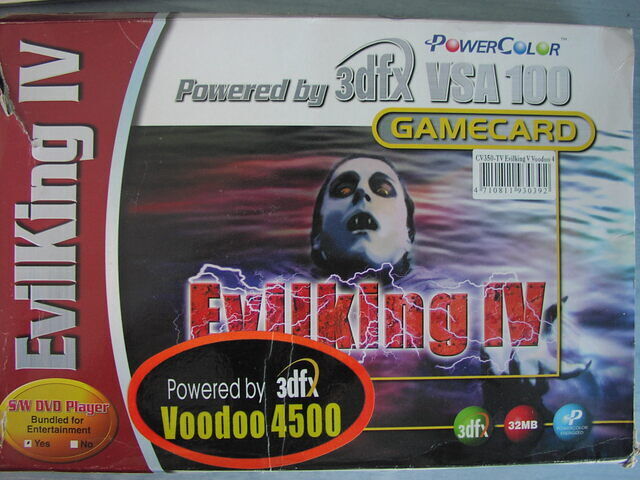 EvilKing IV
POWERCOLOR™
Powered by 3dfx VSA 100
GAMECARD
CV350-TV Evilking V Voodoo 4
4 710811 930392
EvilKing IV
Powered by 3dfx
Voodoo 4500
S/W DVD Player
Bundled for
Entertainment
Yes No
3dfx
32MB
P
POWERCOLOR